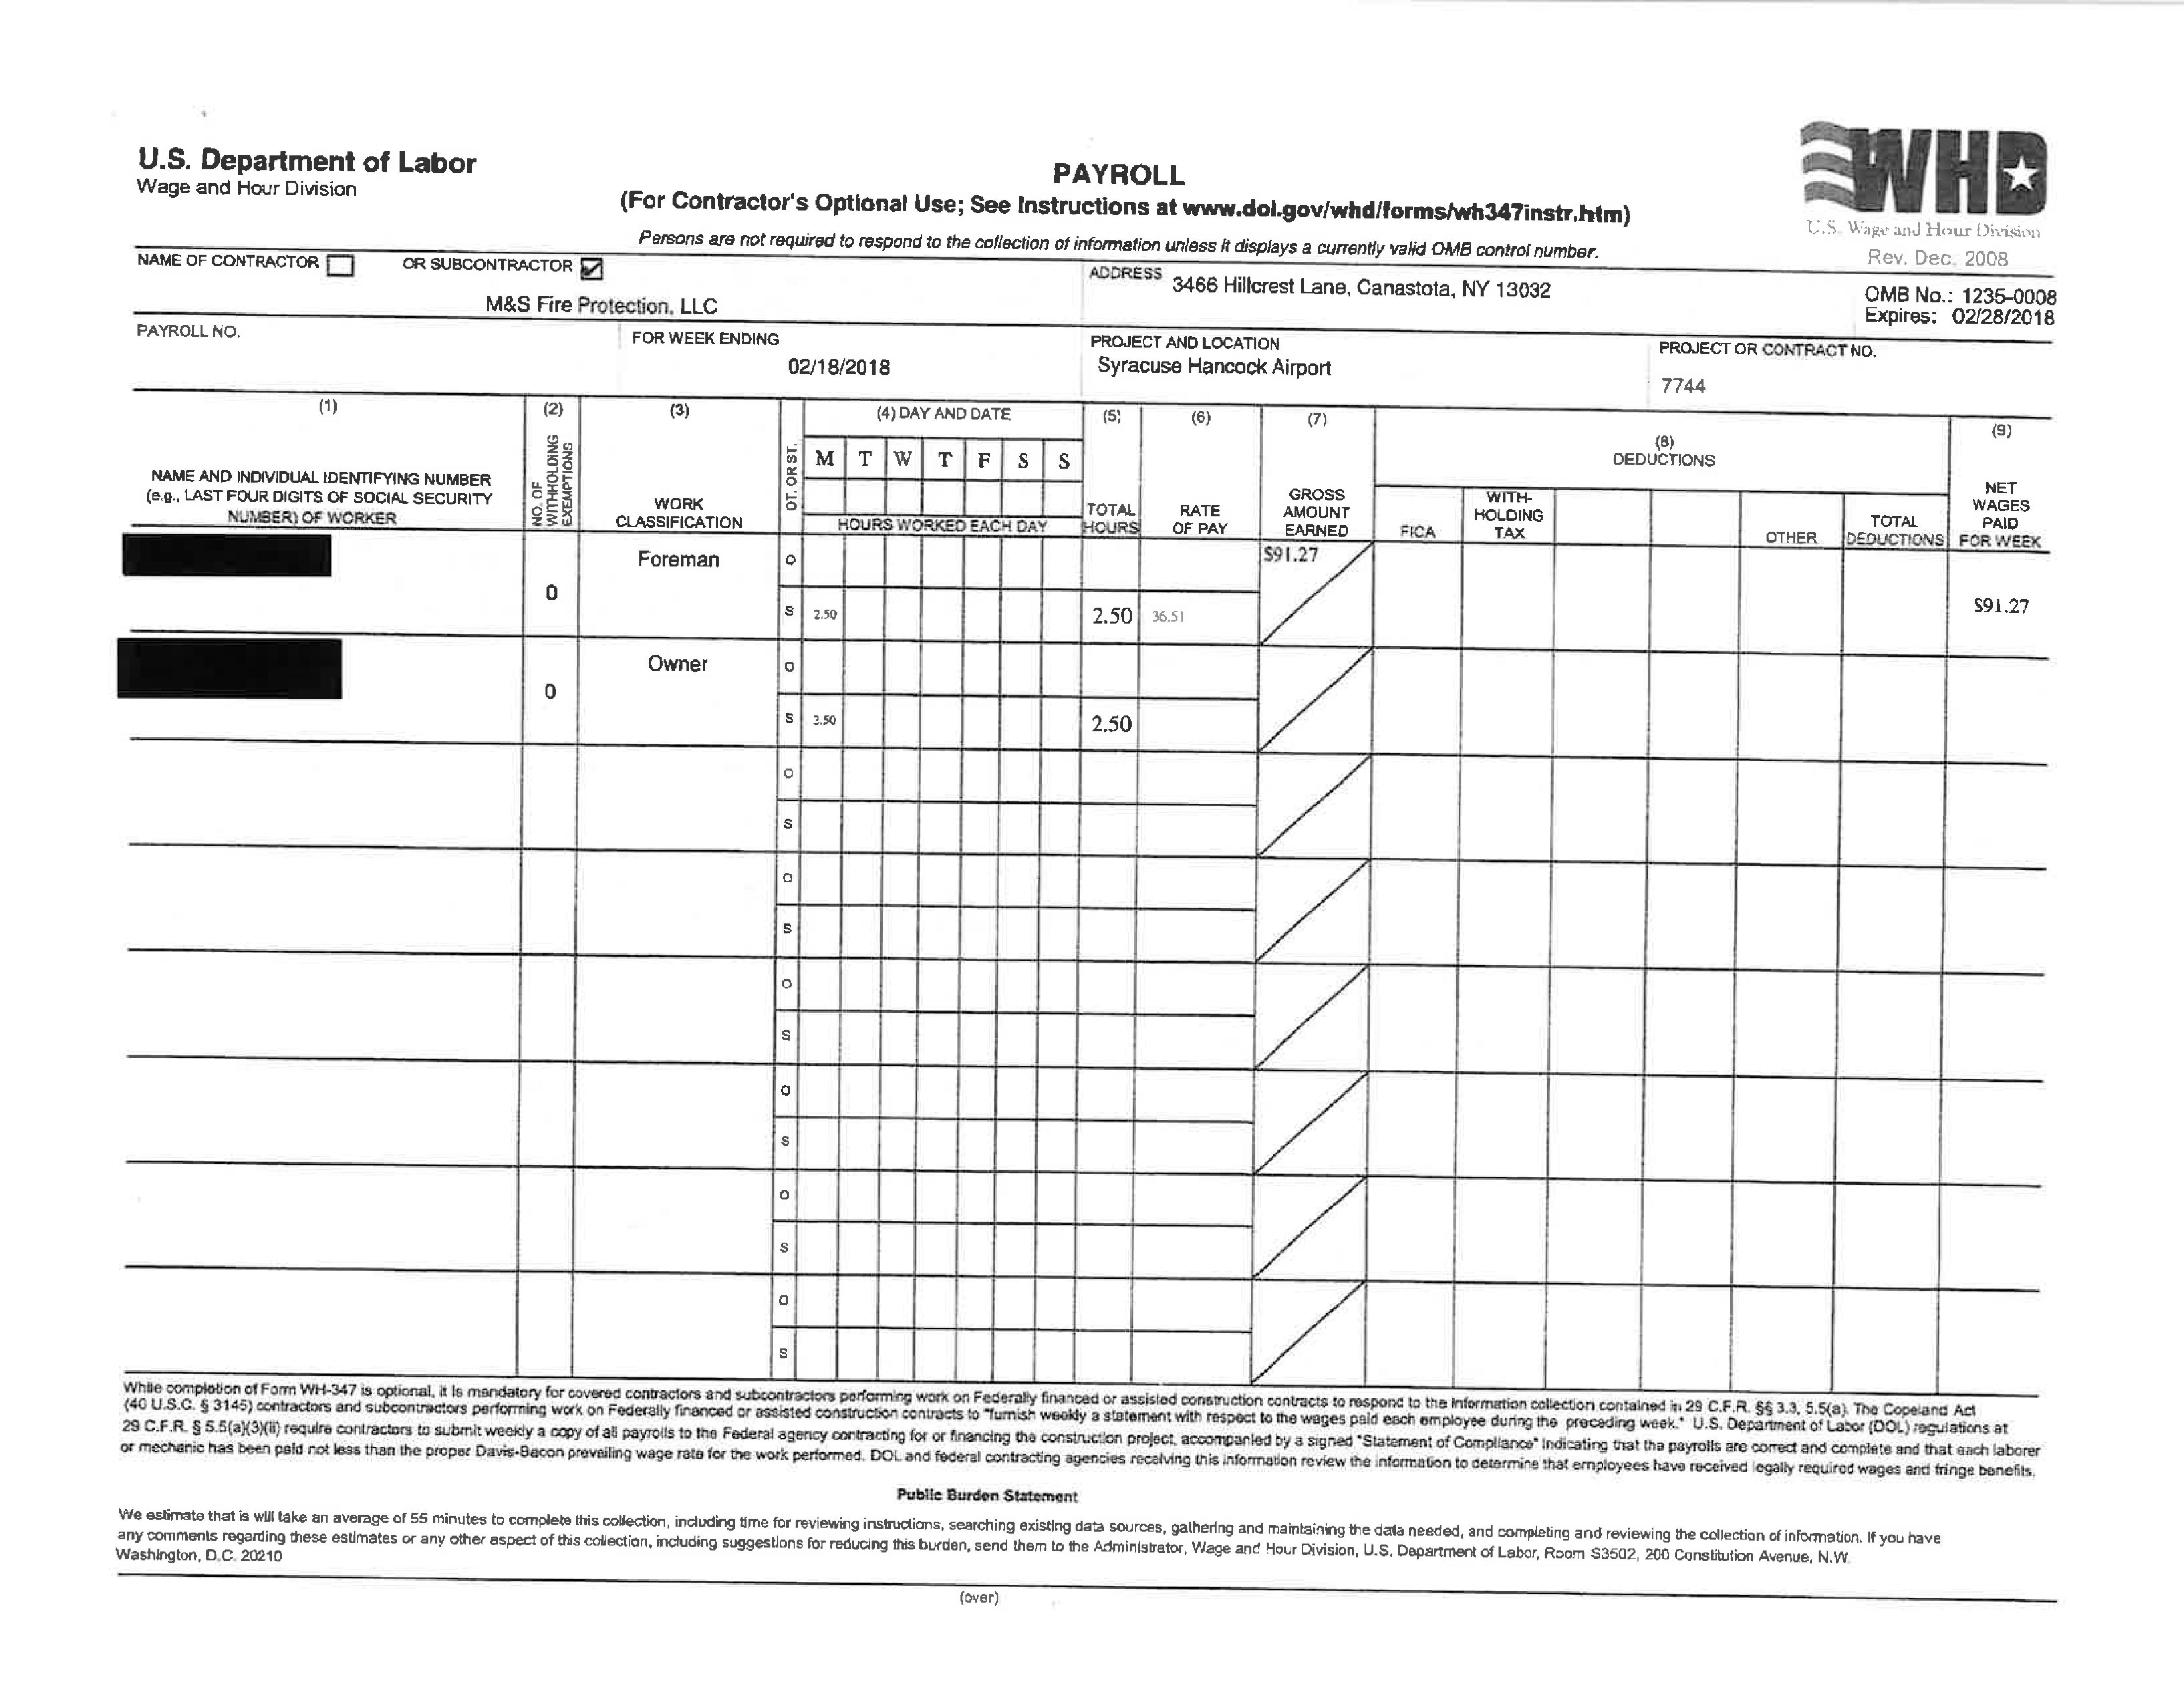 U.S. Department of Labor
Wage and Hour Division
PAYROLL
(For Contractor's Optional Use; See Instructions at www.dol.gov/whd/forms/wh347instr.htm)
Persons are not required to respond to the collection of information unless it displays a currently valid OMB control number.
WHD
U.S. Wage and Hour Division
Rev. Dec. 2008
NAME OF CONTRACTOR
OR SUBCONTRACTOR
M&S Fire Protection, LLC
ADDRESS
3466 Hillcrest Lane, Canastota, NY 13032
OMB No.: 1235-0008
Expires: 02/28/2018
PAYROLL NO.
FOR WEEK ENDING
02/18/2018
PROJECT AND LOCATION
Syracuse Hancock Airport
PROJECT OR CONTRACT NO.
7744
(1)
NAME AND INDIVIDUAL IDENTIFYING NUMBER
(e.g., LAST FOUR DIGITS OF SOCIAL SECURITY
NUMBER) OF WORKER
(2)
NO. OF
WITHHOLDING
EXEMPTIONS
(3)
WORK
CLASSIFICATION
OT. OR ST.
(4) DAY AND DATE
M T W T F S S
HOURS WORKED EACH DAY
(5)
TOTAL
HOURS
(6)
RATE
OF PAY
(7)
GROSS
AMOUNT
EARNED
(8)
DEDUCTIONS
FICA
WITH-
HOLDING
TAX
OTHER
TOTAL
DEDUCTIONS
(9)
NET
WAGES
PAID
FOR WEEK
0
Foreman
O
$91.27
S 2.50 2.50 36.51
$91.27
0
Owner
O
S 2.50 2.50
O
S
O
S
O
S
O
S
O
S
O
S
While completion of Form WH-347 is optional, it is mandatory for covered contractors and subcontractors performing work on Federally financed or assisted construction contracts to respond to the information collection contained in 29 C.F.R. §§ 3.3, 5.5(a). The Copeland Act
(40 U.S.C. § 3145) contractors and subcontractors performing work on Federally financed or assisted construction contracts to "furnish weekly a statement with respect to the wages paid each employee during the preceding week." U.S. Department of Labor (DOL) regulations at
29 C.F.R. § 5.5(a)(3)(ii) require contractors to submit weekly a copy of all payrolls to the Federal agency contracting for or financing the construction project, accompanied by a signed "Statement of Compliance" indicating that the payrolls are correct and complete and that each laborer
or mechanic has been paid not less than the proper Davis-Bacon prevailing wage rate for the work performed. DOL and federal contracting agencies receiving this information review the information to determine that employees have received legally required wages and fringe benefits.
Public Burden Statement
We estimate that is will take an average of 55 minutes to complete this collection, including time for reviewing instructions, searching existing data sources, gathering and maintaining the data needed, and completing and reviewing the collection of information. If you have
any comments regarding these estimates or any other aspect of this collection, including suggestions for reducing this burden, send them to the Administrator, Wage and Hour Division, U.S. Department of Labor, Room S3502, 200 Constitution Avenue, N.W.
Washington, D.C. 20210
(over)